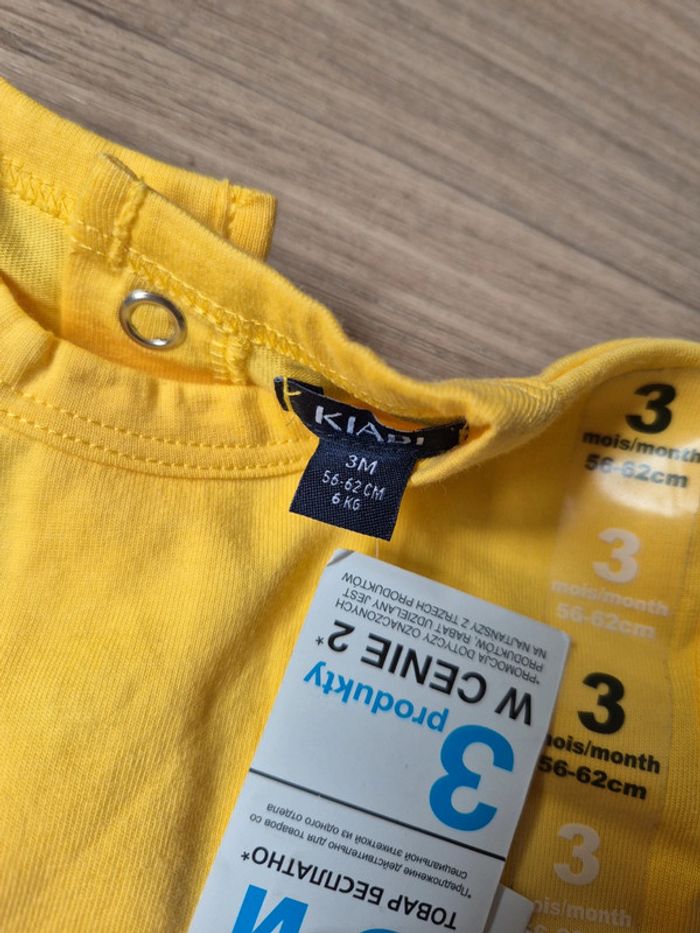 KIABI
3M
56-62CM
6 KG
3
mois/month
56-62cm
3
mois/month
56-62cm
3
mois/month
56-62cm
3
mois/month
3 produkty
W CENIE 2*
*PROMOCJA DOTYCZY OZNACZONYCH
PRODUKTÓW, RABAT UDZIELANY JEST
NA NAJTAŃSZY Z TRZECH PRODUKTÓW
ТОВАР БЕСПЛАТНО*
*Предложение действительно для товаров со
специальной этикеткой из одного отдела